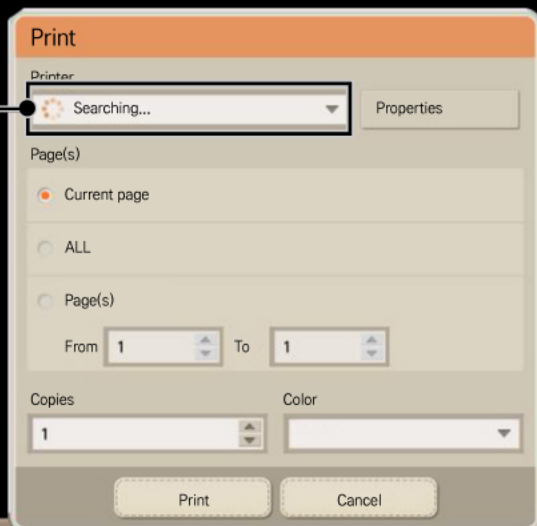 Print
Printer
Searching...
Properties
Page(s)
Current page
ALL
Page(s)
From 1 To 1
Copies Color
1
Print Cancel